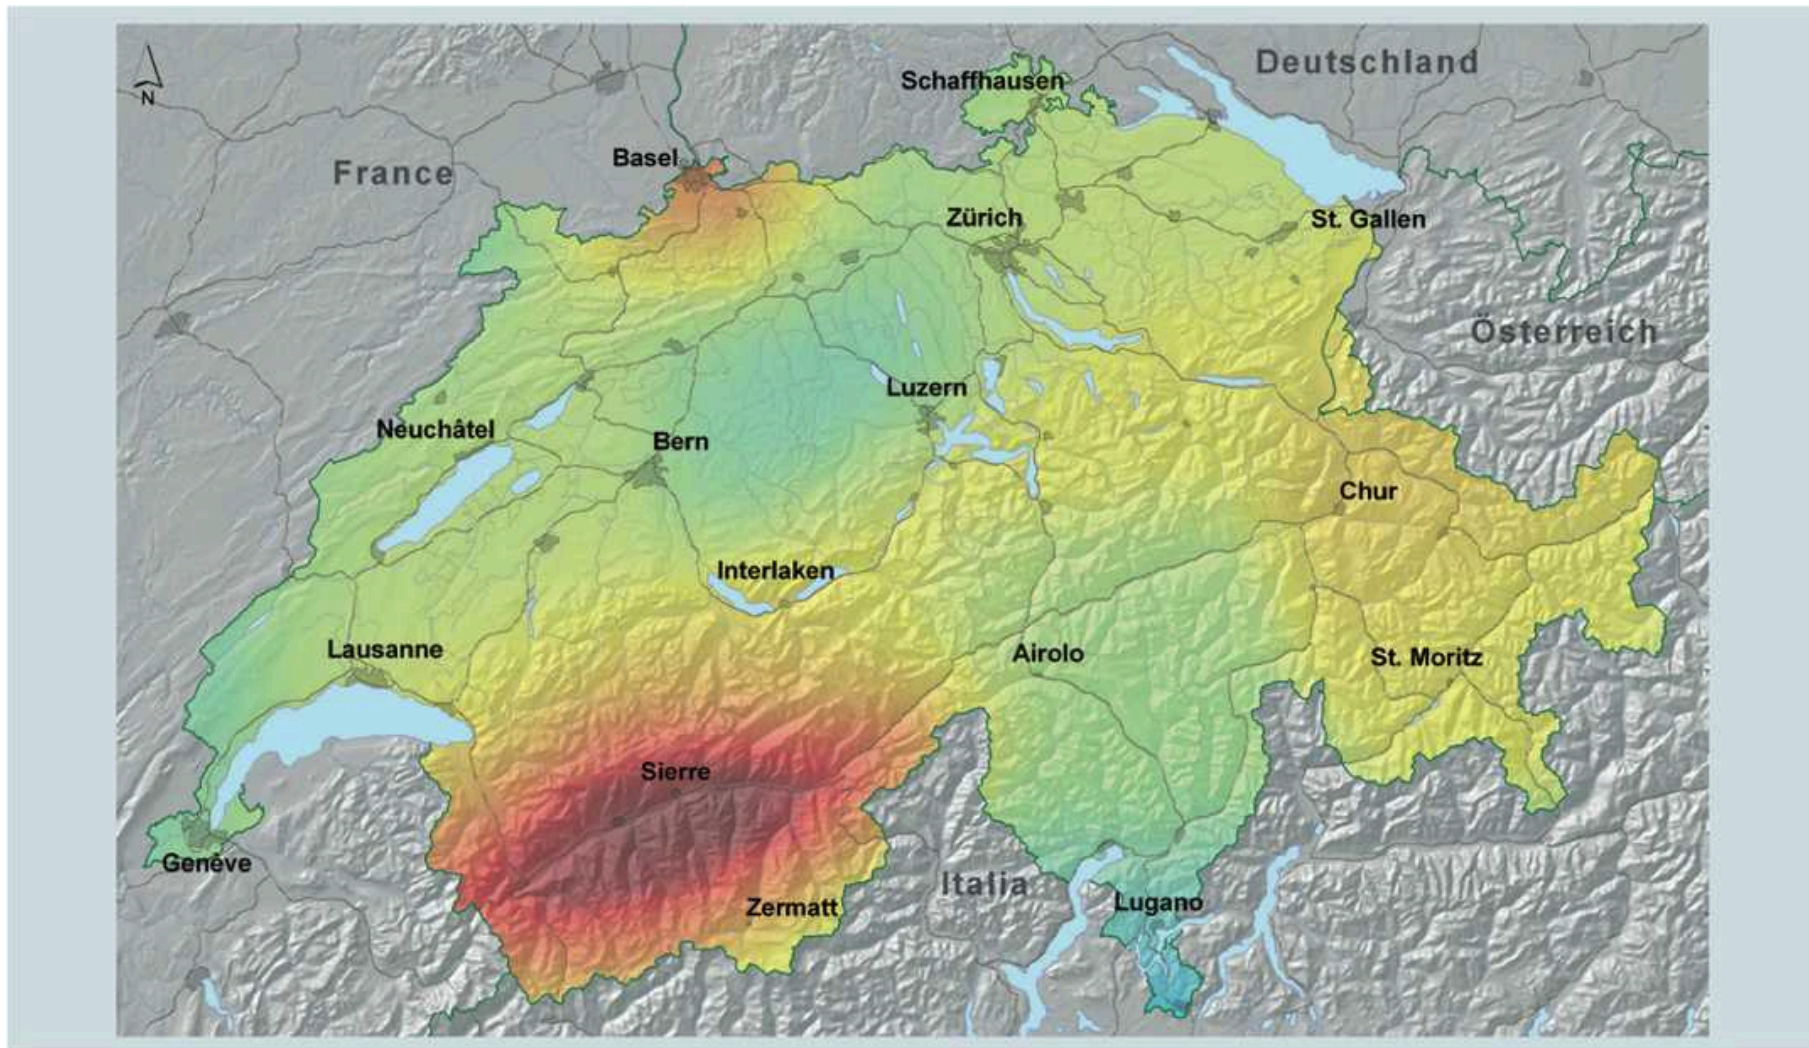 Deutschland
Schaffhausen
Basel
France
Zürich
St. Gallen
Österreich
Luzern
Neuchâtel
Bern
Chur
Interlaken
Lausanne
Airolo
St. Moritz
Sierre
Genève
Italia
Zermatt
Lugano
N